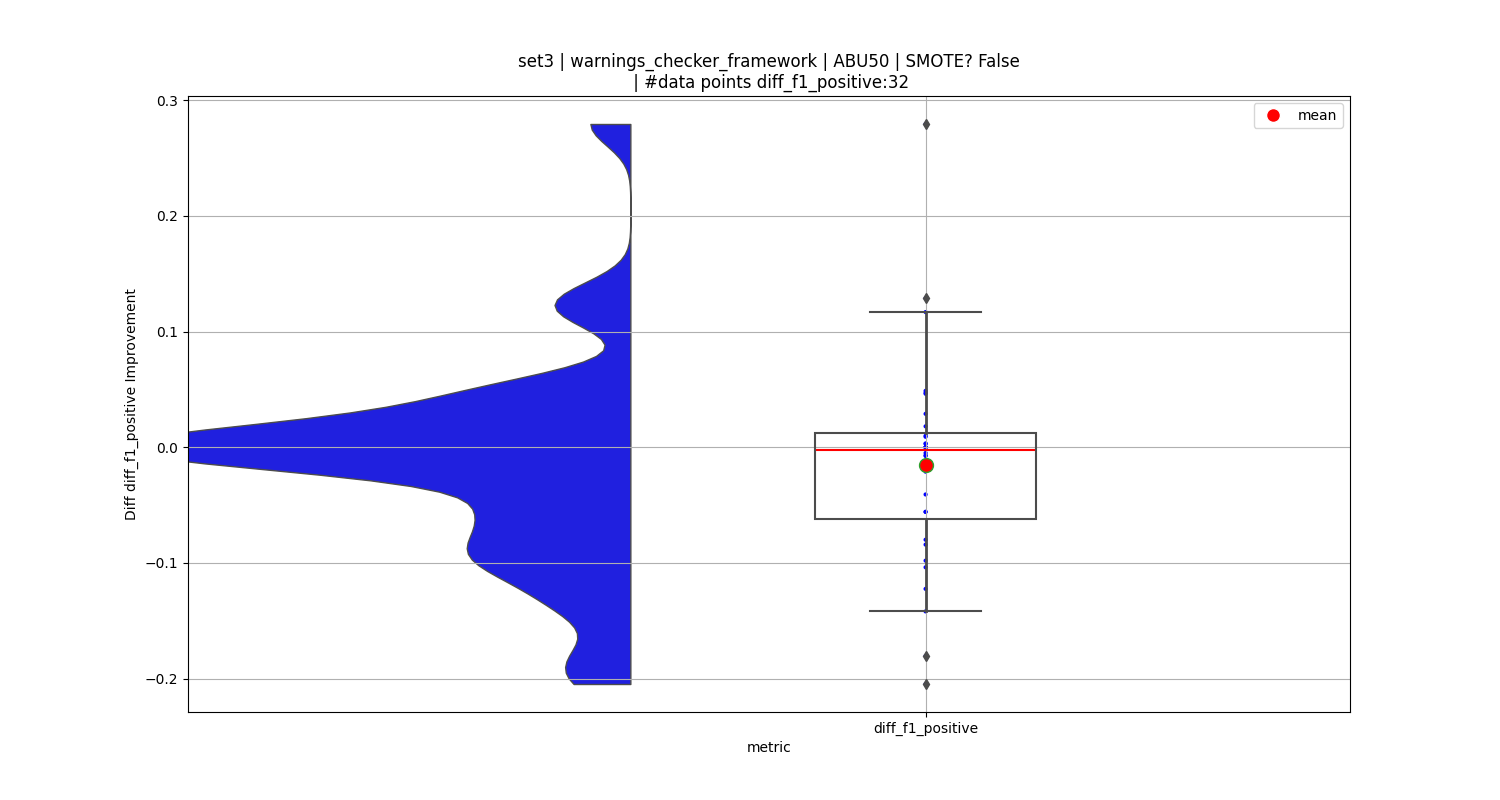 set3 | warnings_checker_framework | ABU50 | SMOTE? False
| #data points diff_f1_positive:32
0.3
mean
0.2
0.1
0.0
−0.1
−0.2
Diff diff_f1_positive Improvement
diff_f1_positive
metric